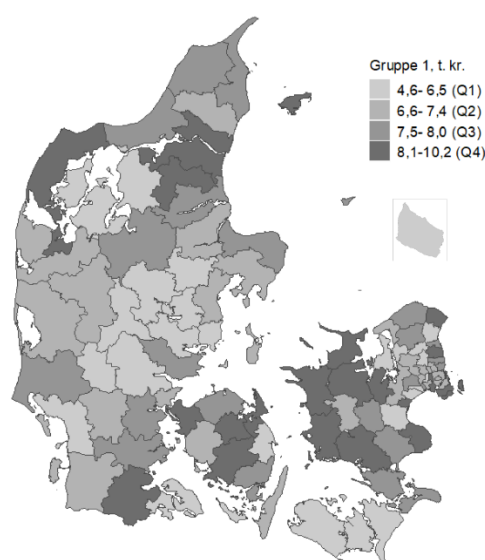 Gruppe 1, t. kr.
4,6- 6,5 (Q1)
6,6- 7,4 (Q2)
7,5- 8,0 (Q3)
8,1-10,2 (Q4)